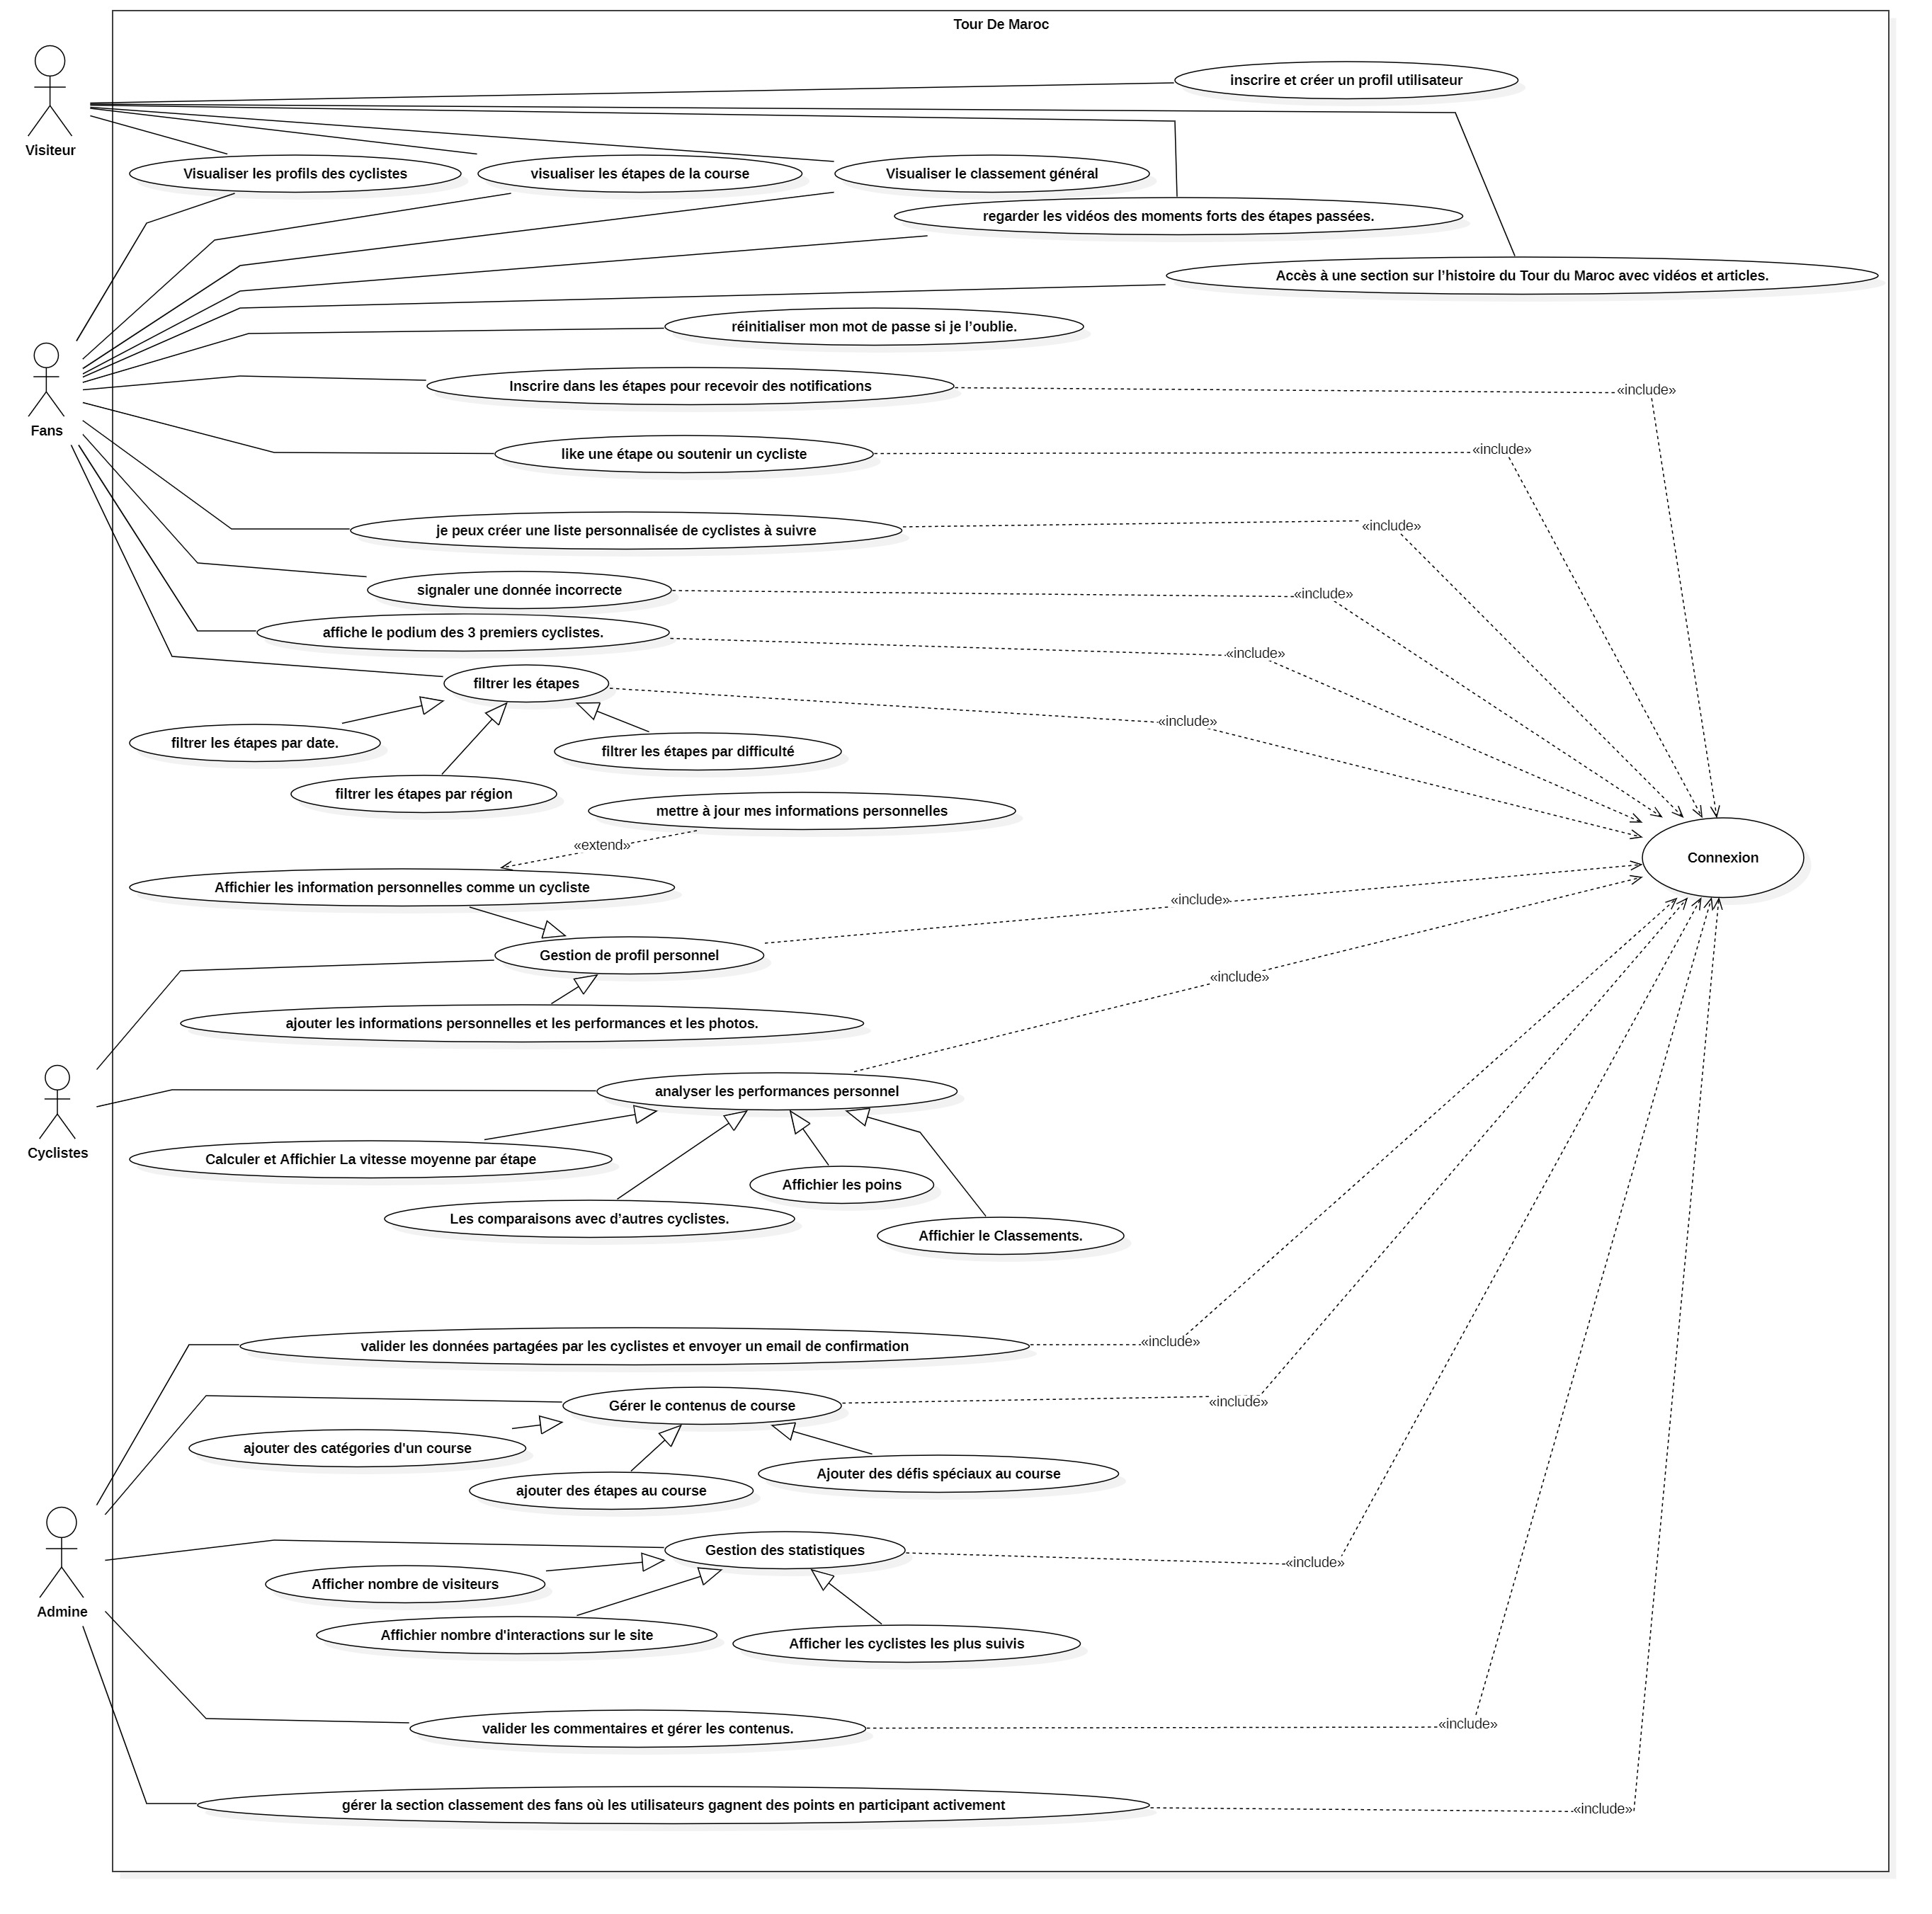 Tour De Maroc
inscrire et créer un profil utilisateur
Visiteur
Visualiser les profils des cyclistes
visualiser les étapes de la course
Visualiser le classement général
regarder les vidéos des moments forts des étapes passées.
Accès à une section sur l’histoire du Tour du Maroc avec vidéos et articles.
réinitialiser mon mot de passe si je l’oublie.
Inscrire dans les étapes pour recevoir des notifications
«include»
Fans
like une étape ou soutenir un cycliste
«include»
je peux créer une liste personnalisée de cyclistes à suivre
«include»
signaler une donnée incorrecte
«include»
affiche le podium des 3 premiers cyclistes.
«include»
filtrer les étapes
«include»
filtrer les étapes par date.
filtrer les étapes par difficulté
filtrer les étapes par région
mettre à jour mes informations personnelles
«extend»
Connexion
Affichier les information personnelles comme un cycliste
«include»
Gestion de profil personnel
«include»
ajouter les informations personnelles et les performances et les photos.
analyser les performances personnel
Cyclistes
Calculer et Afficher La vitesse moyenne par étape
Affichier les poins
Les comparaisons avec d’autres cyclistes.
Affichier le Classements.
valider les données partagées par les cyclistes et envoyer un email de confirmation
«include»
Gérer le contenus de course
«include»
ajouter des catégories d'un course
Ajouter des défis spéciaux au course
ajouter des étapes au course
Gestion des statistiques
«include»
Afficher nombre de visiteurs
Admine
Affichier nombre d'interactions sur le site
Afficher les cyclistes les plus suivis
valider les commentaires et gérer les contenus.
«include»
gérer la section classement des fans où les utilisateurs gagnent des points en participant activement
«include»